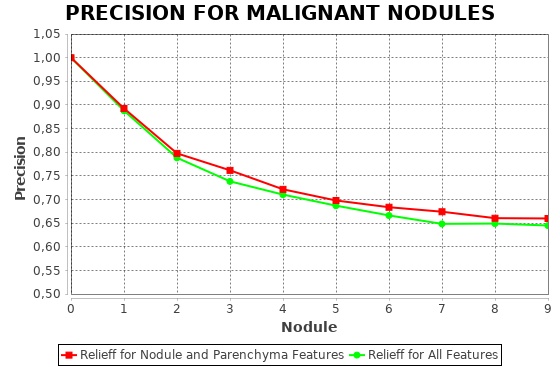 PRECISION FOR MALIGNANT NODULES
1,05
1,00
0,95
0,90
0,85
0,80
0,75
0,70
0,65
0,60
0,55
0,50
Precision
0 1 2 3 4 5 6 7 8 9
Nodule
Relieff for Nodule and Parenchyma Features Relieff for All Features